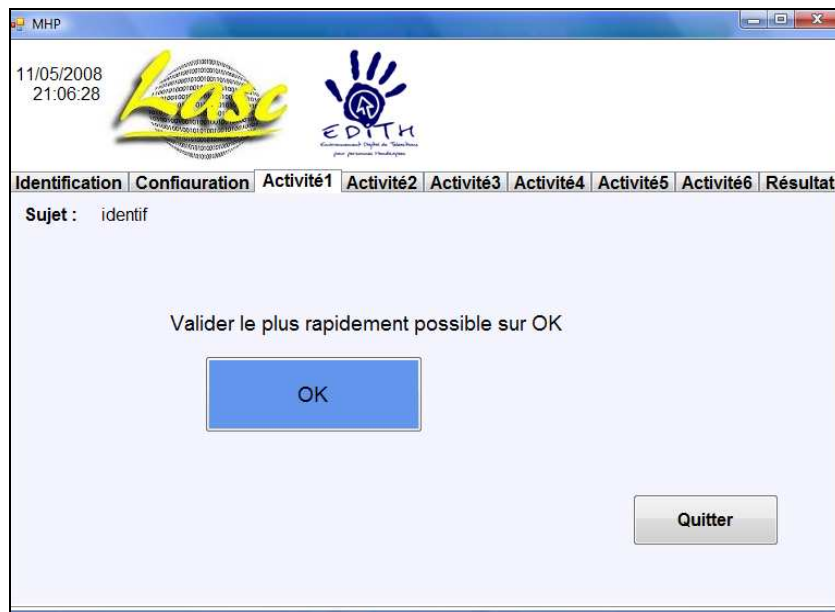 MHP
11/05/2008
21:06:28
Lasc
EDITH
Identification Configuration Activité1 Activité2 Activité3 Activité4 Activité5 Activité6 Résultat
Sujet : identif
Valider le plus rapidement possible sur OK
OK
Quitter